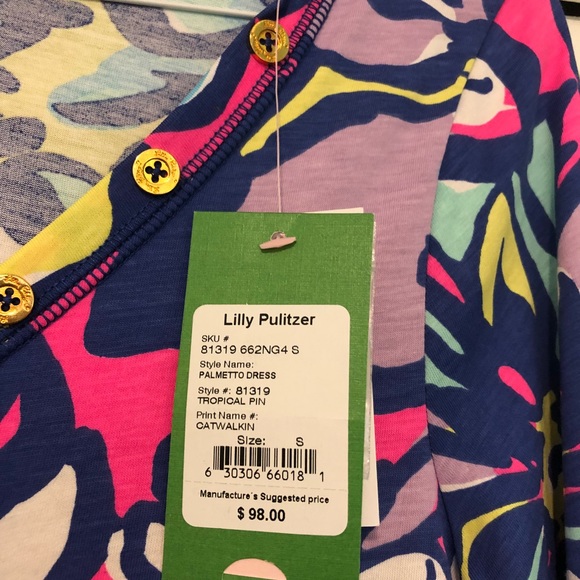 Lilly Pulitzer
SKU #
81319 662NG4 S
Style Name:
PALMETTO DRESS
Style #: 81319
TROPICAL PIN
Print Name #:
CATWALKIN
Size: S
6 30306 66018 1
Manufacture`s Suggested price
$ 98.00